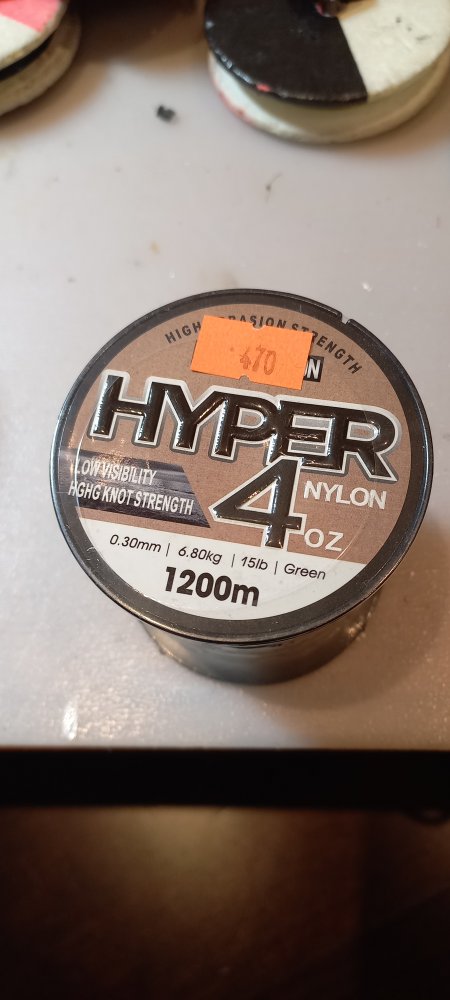 HIGH ABRASION STRENGTH
470
HYPER
NYLON
4 OZ
LOW VISIBILITY
HGHG KNOT STRENGTH
0.30mm | 6.80kg | 15lb | Green
1200m